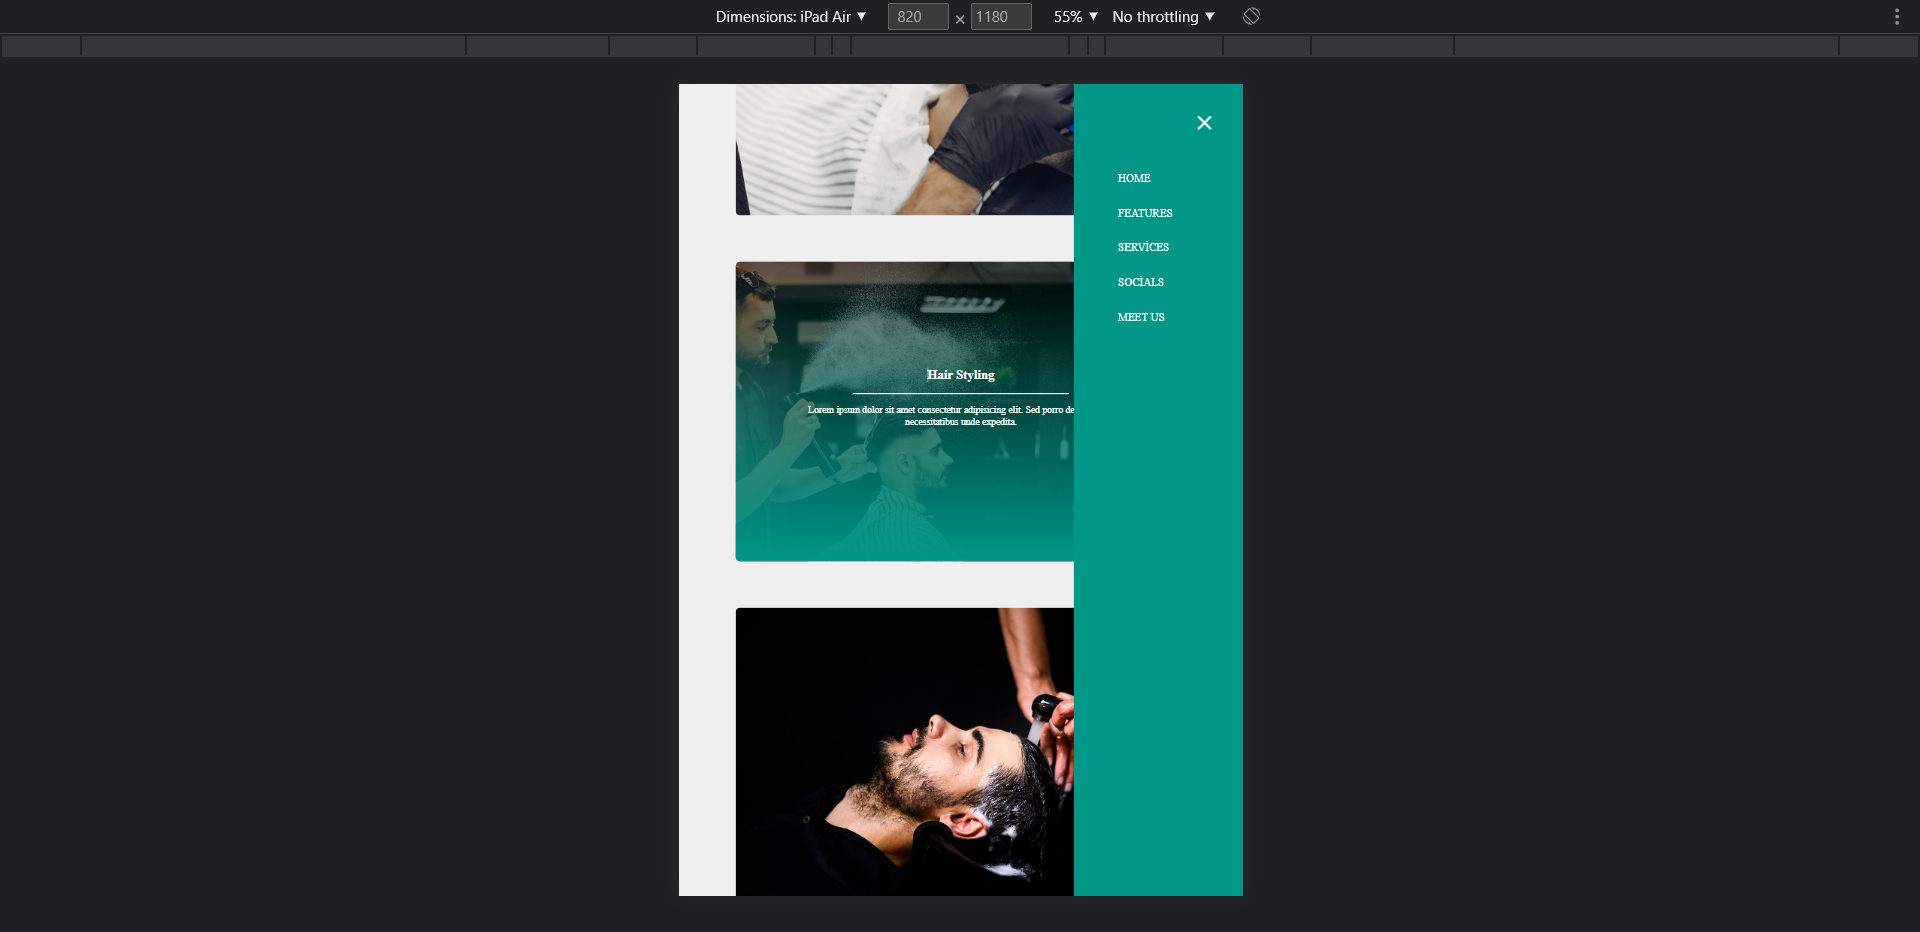 Dimensions: iPad Air ▼ 820 × 1180 55% ▼ No throttling ▼
HOME
FEATURES
SERVİCES
SOCİALS
MEET US
Hair Styling
Lorem ipsum dolor sit amet consectetur adipisicing elit. Sed porro de
necessitatibus unde expedita.